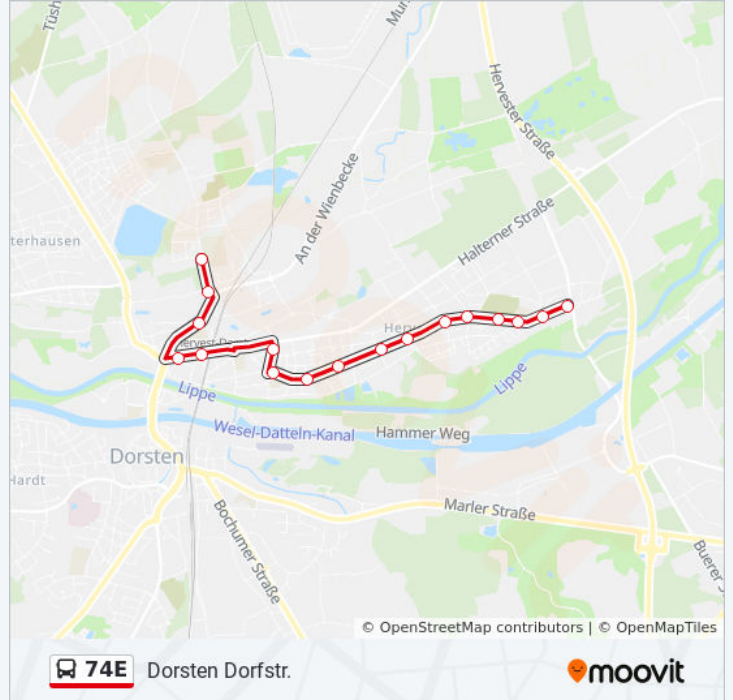 Tüsh
Mur
Hervester Straße
An der Wienbecke
Halterner Straße
terhausen
Herv
Lippe
Lippe
Wesel-Datteln-Kanal
Hammer Weg
Dorsten
Hardt
Marler Straße
Bochumer Straße
Buerer S
© OpenStreetMap contributors | © OpenMapTiles
74E
Dorsten Dorfstr.
moovit